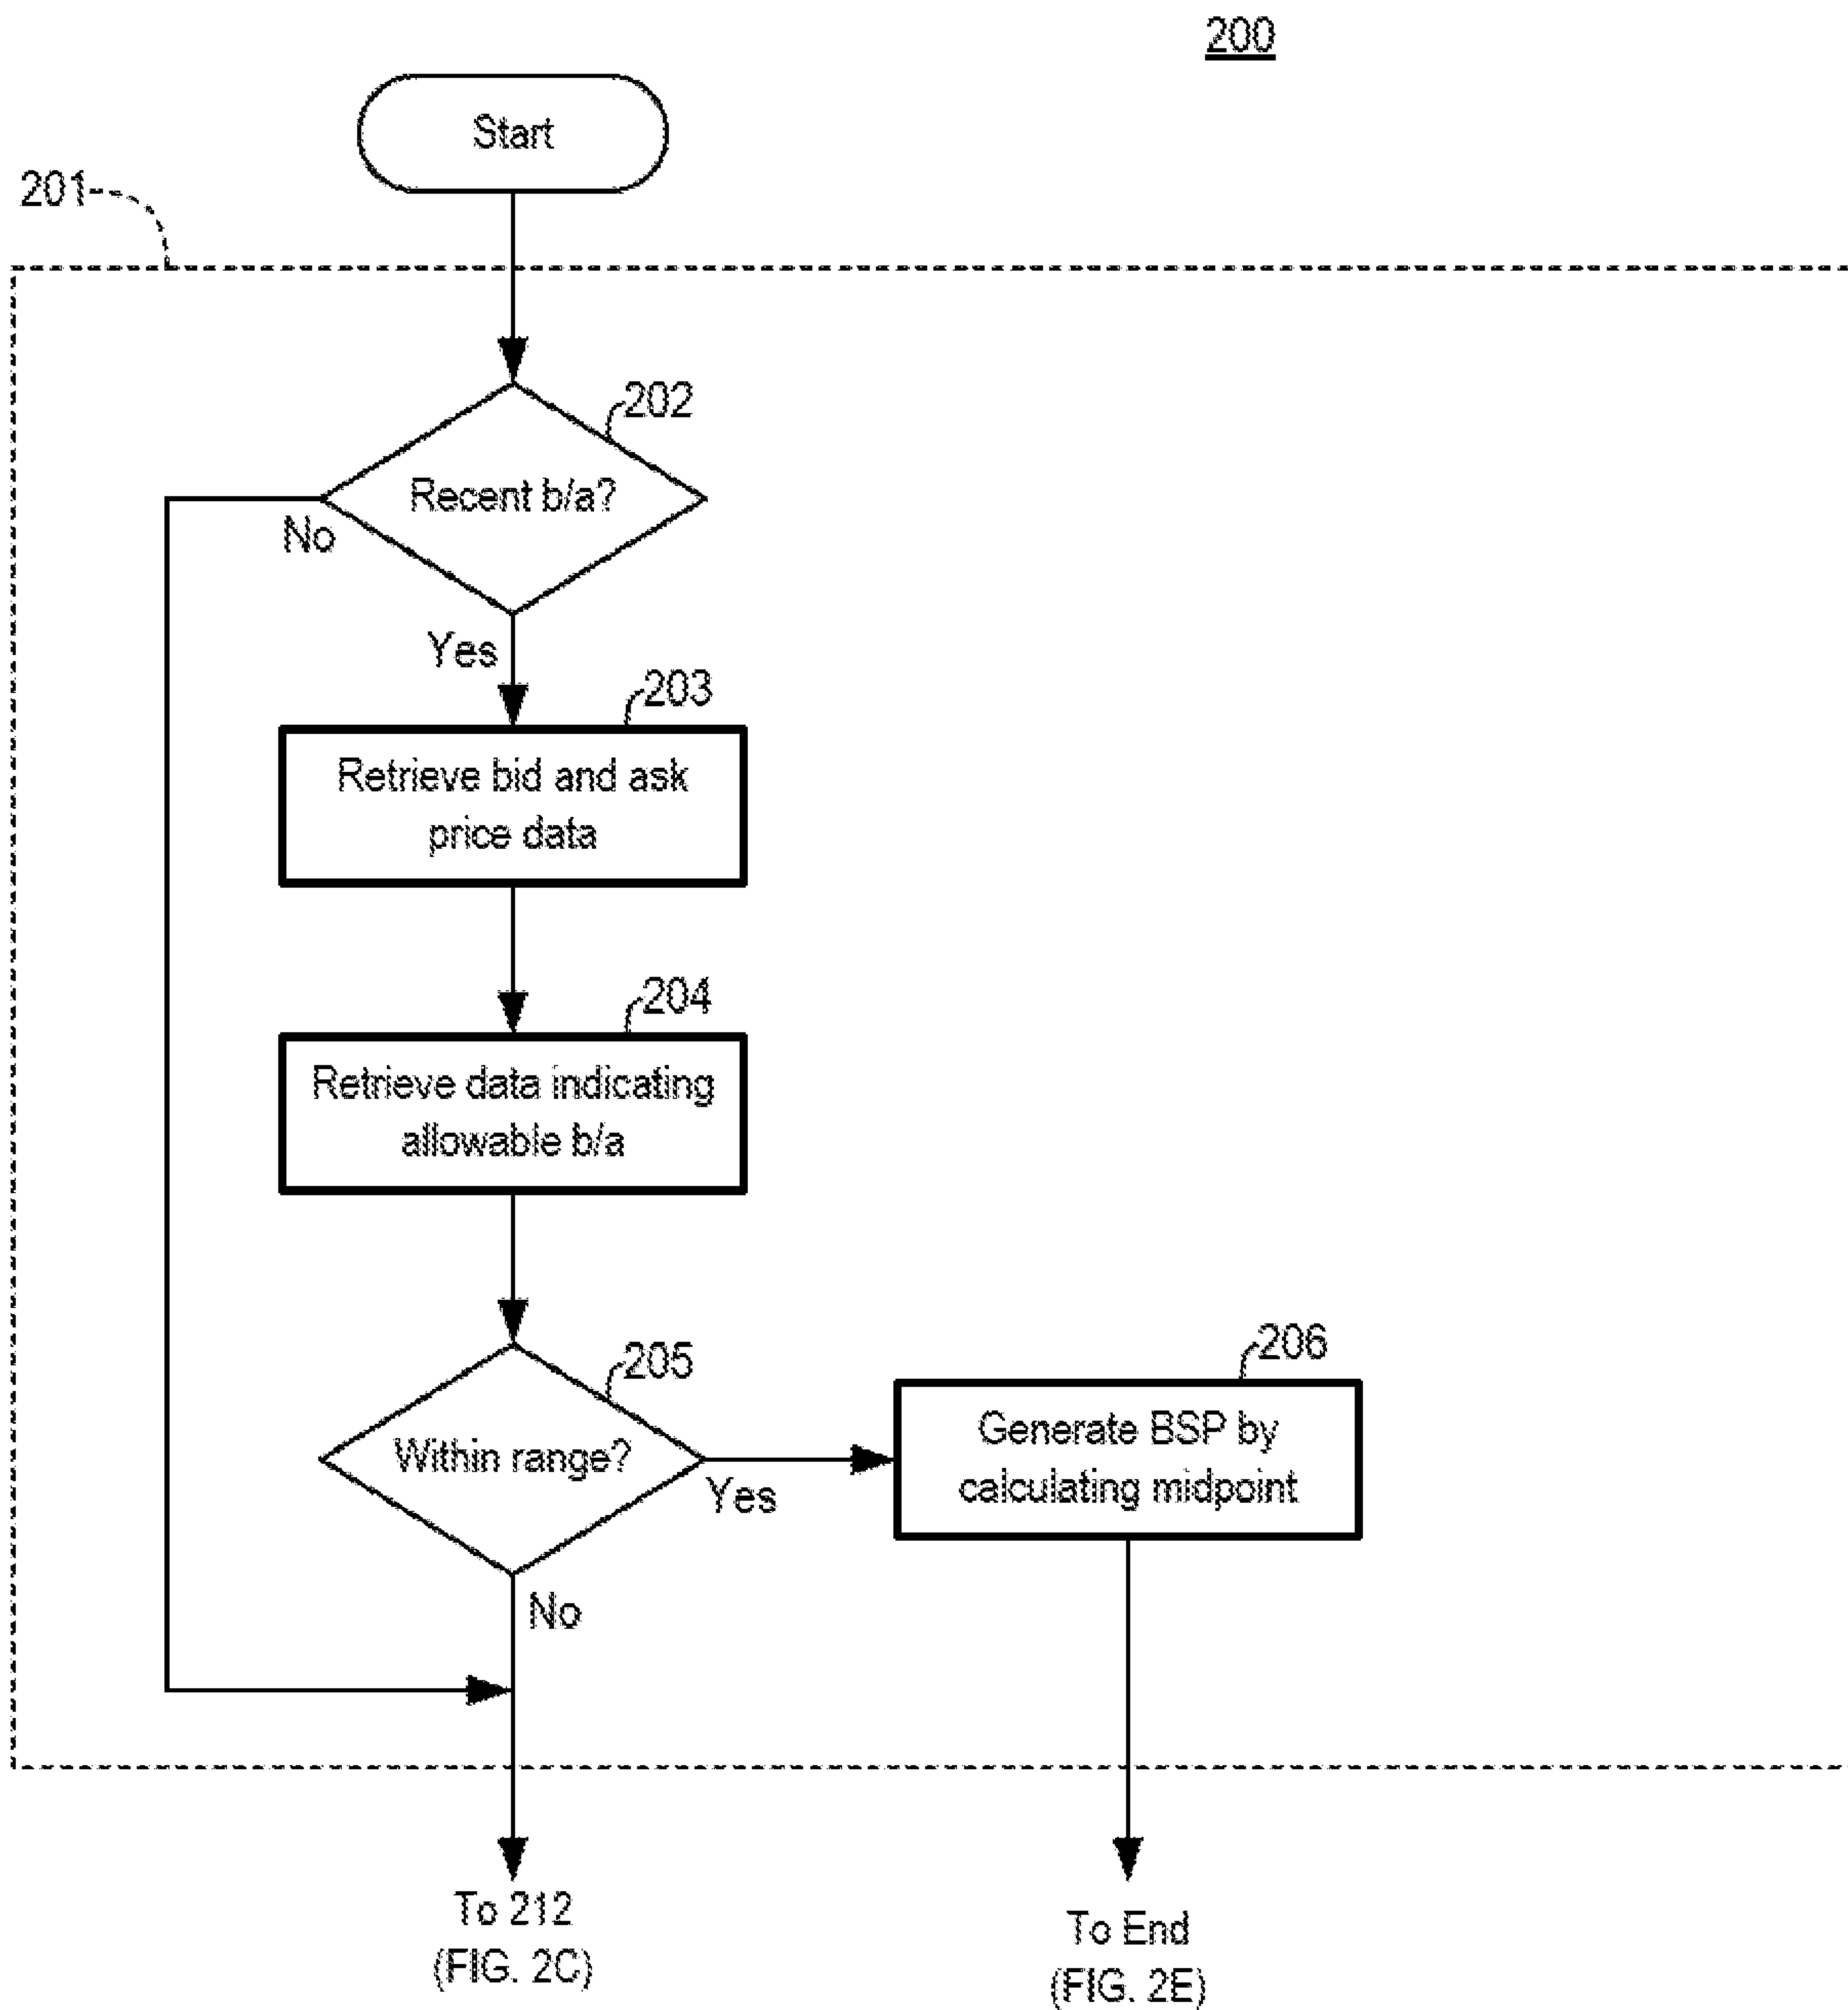 200
Start
201
202
Recent b/a?
No
Yes
203
Retrieve bid and ask
price data
204
Retrieve data indicating
allowable b/a
205
Within range?
Yes
206
Generate BSP by
calculating midpoint
No
To 212
(FIG. 2C)
To End
(FIG. 2E)